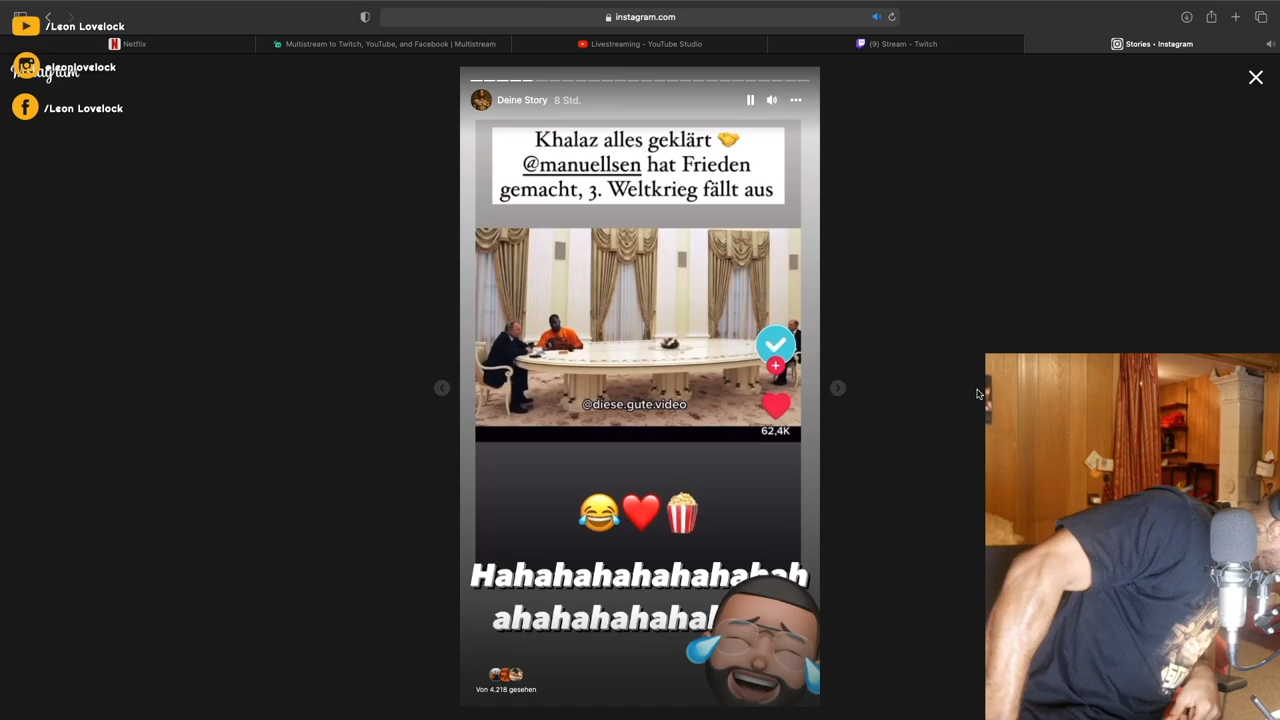 instagram.com
Netflix
Multistream to Twitch, YouTube, and Facebook | Multistream
Livestreaming - YouTube Studio
(9) Stream - Twitch
Stories • Instagram
/Leon Lovelock
Instagram
@leonlovelock
/Leon Lovelock
Deine Story 8 Std.
Khalaz alles geklärt 🤝
@manuellsen hat Frieden
gemacht, 3. Weltkrieg fällt aus
@diese.gute.video
62,4K
😂❤️🍿
Hahahahahahahahah
ahahahahahal
Von 4.218 gesehen